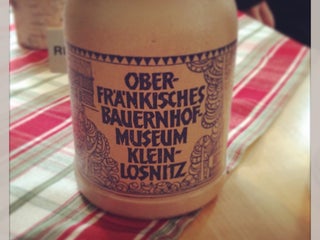 OBER-
FRÄNKISCHES
BAUERNHOF-
MUSEUM
KLEIN-
LOSNITZ